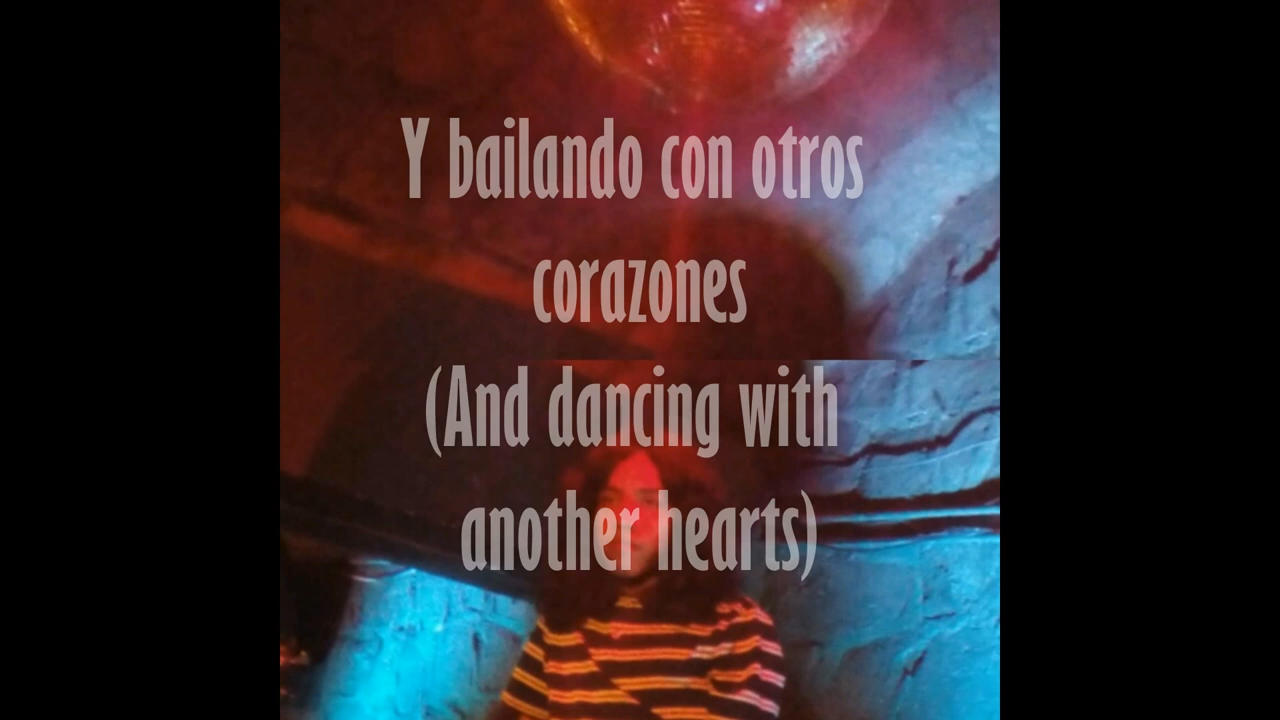 Y bailando con otros
corazones
(And dancing with
another hearts)